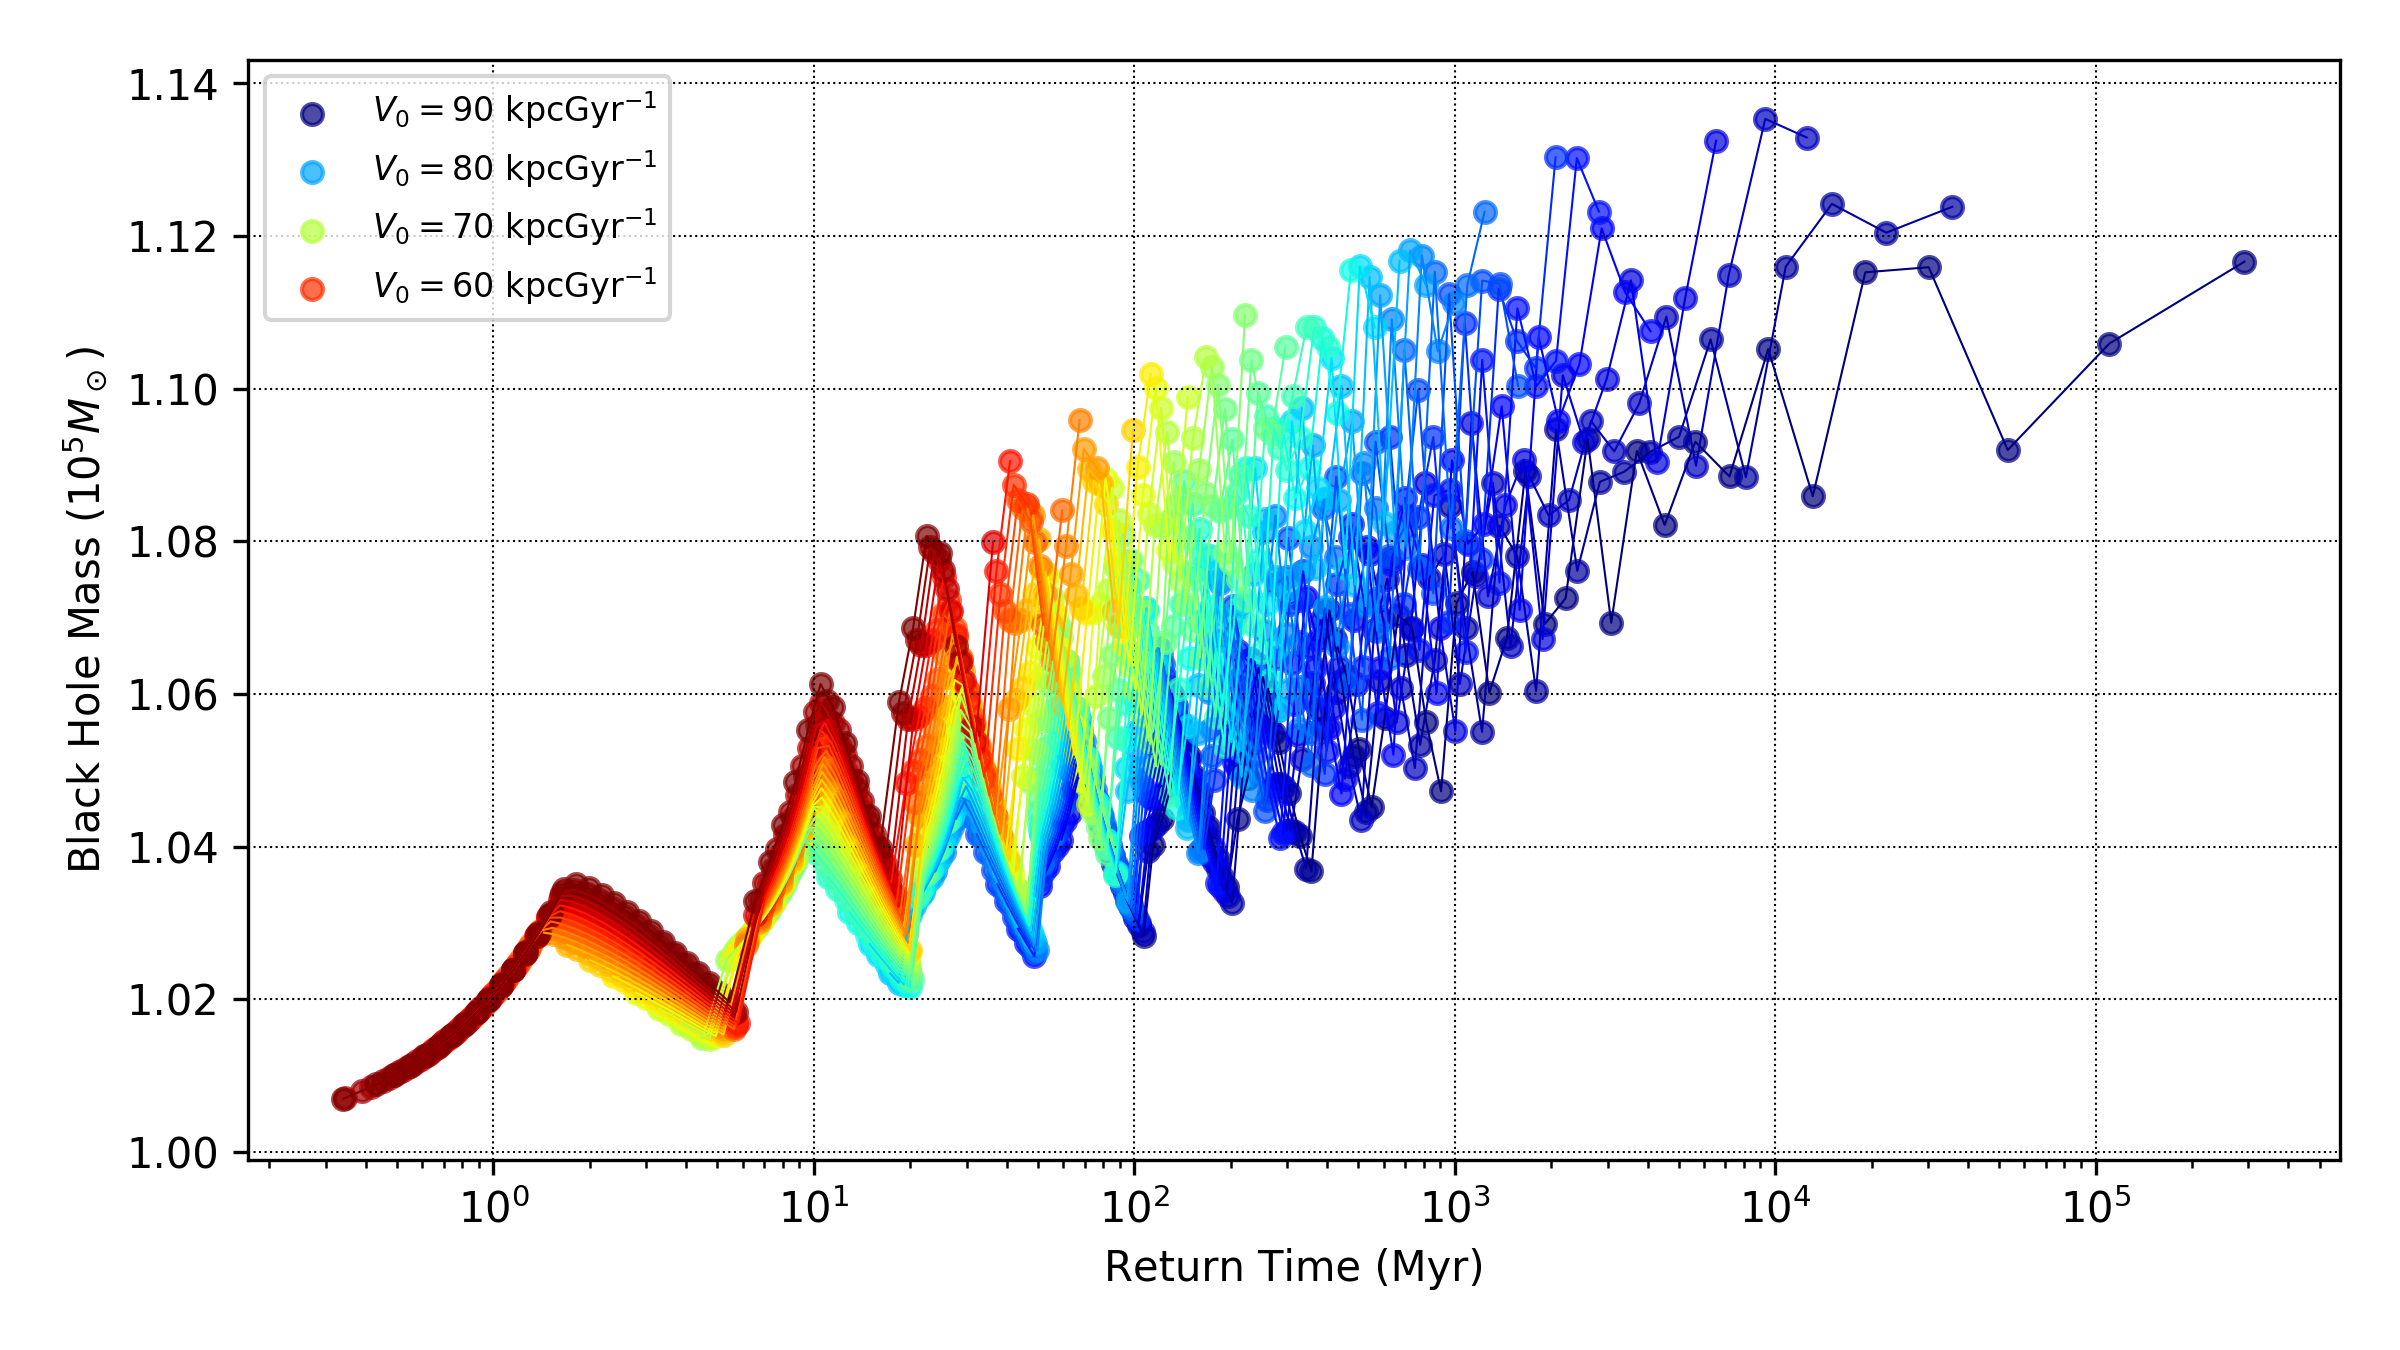 1.14
1.12
1.10
1.08
1.06
1.04
1.02
1.00
Black Hole Mass (10⁵M⊙)
V₀ = 90 kpcGyr⁻¹
V₀ = 80 kpcGyr⁻¹
V₀ = 70 kpcGyr⁻¹
V₀ = 60 kpcGyr⁻¹
10⁰ 10¹ 10² 10³ 10⁴ 10⁵
Return Time (Myr)